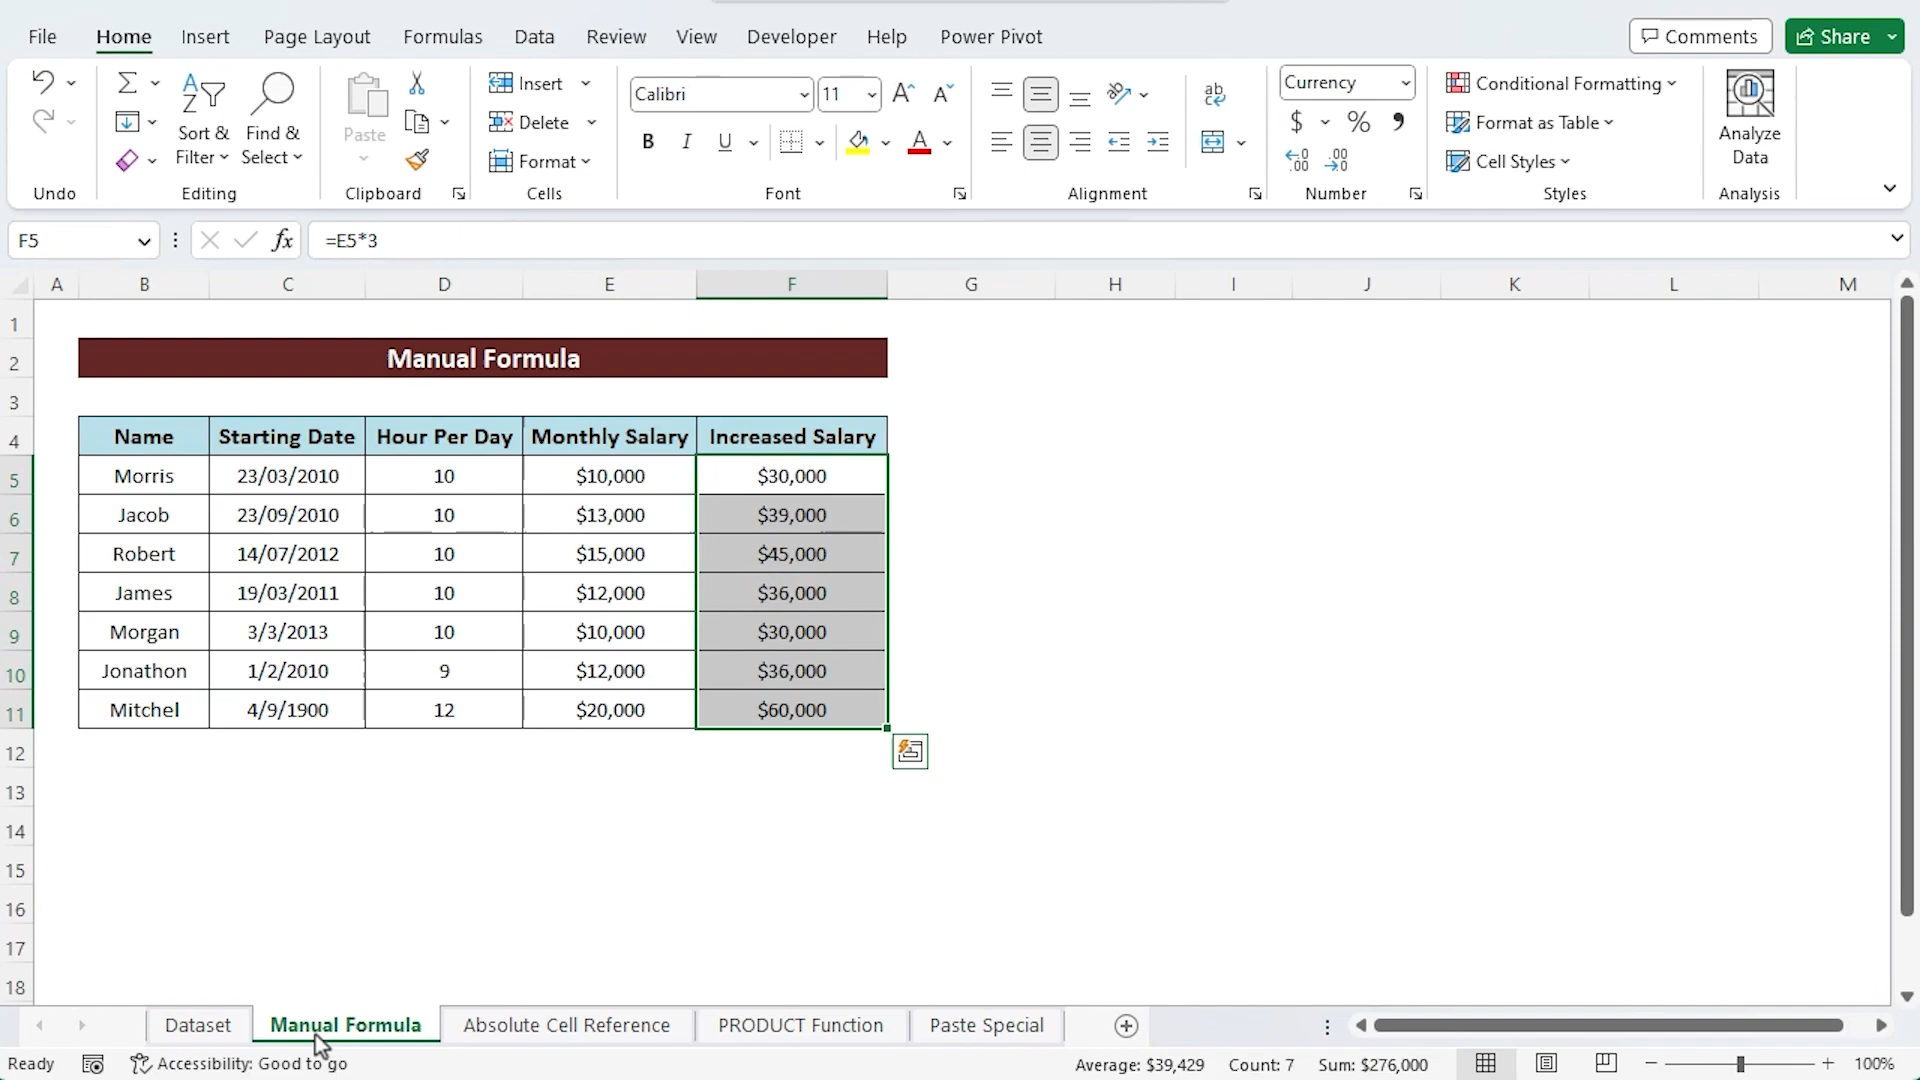 File Home Insert Page Layout Formulas Data Review View Developer Help Power Pivot Comments Share
Undo
Sort & Filter
Find & Select
Editing
Paste
Clipboard
Insert
Delete
Format
Cells
Calibri 11
B I U A
Font
ab
Alignment
Currency
$ % ,
.00 .00
Number
Conditional Formatting
Format as Table
Cell Styles
Styles
Analyze Data
Analysis
F5 fx =E5*3
A B C D E F G H I J K L M
1
2 Manual Formula
3
4 Name Starting Date Hour Per Day Monthly Salary Increased Salary
5 Morris 23/03/2010 10 $10,000 $30,000
6 Jacob 23/09/2010 10 $13,000 $39,000
7 Robert 14/07/2012 10 $15,000 $45,000
8 James 19/03/2011 10 $12,000 $36,000
9 Morgan 3/3/2013 10 $10,000 $30,000
10 Jonathon 1/2/2010 9 $12,000 $36,000
11 Mitchel 4/9/1900 12 $20,000 $60,000
12
13
14
15
16
17
18
Dataset Manual Formula Absolute Cell Reference PRODUCT Function Paste Special
Ready Accessibility: Good to go Average: $39,429 Count: 7 Sum: $276,000 100%